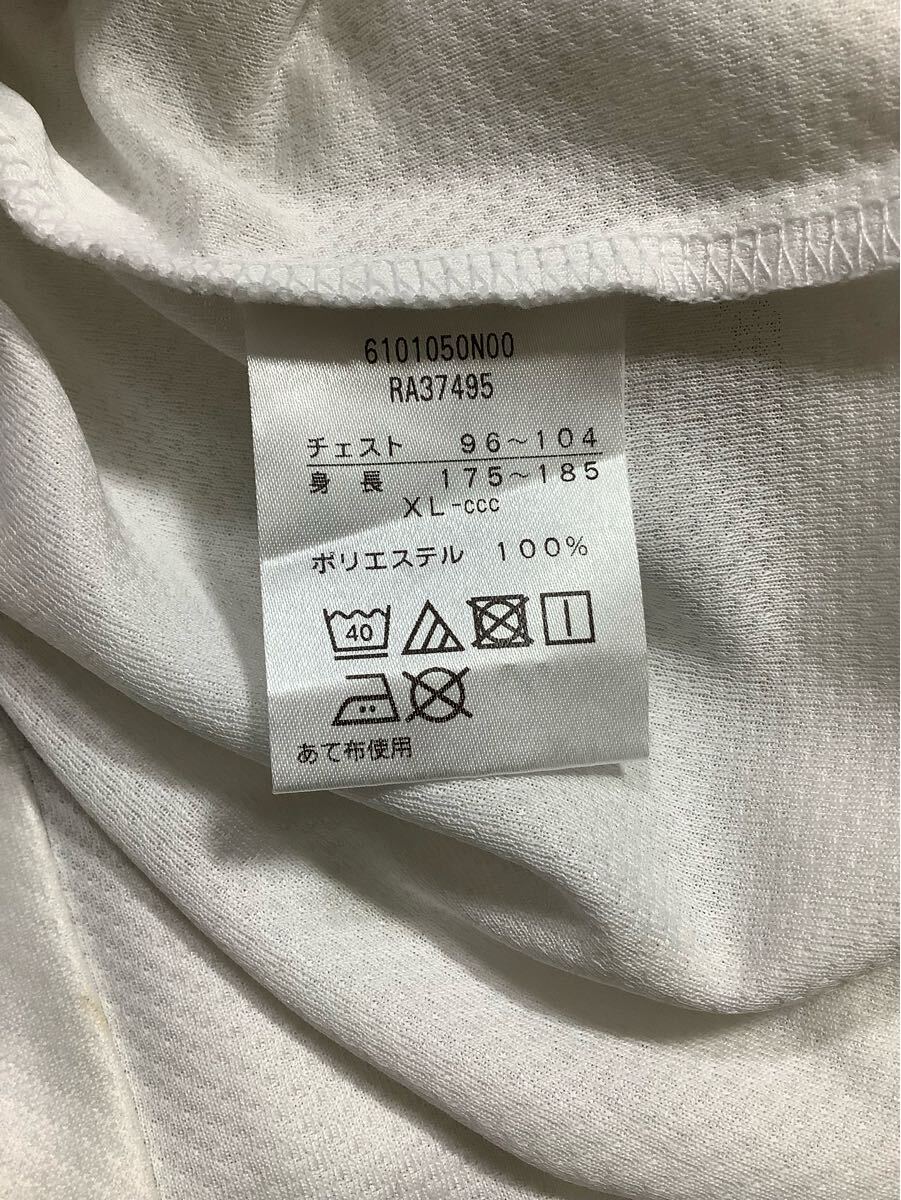 6101050N00
RA37495
チェスト 96～104
身長 175～185
XL-ccc
ポリエステル 100%
40
あて布使用